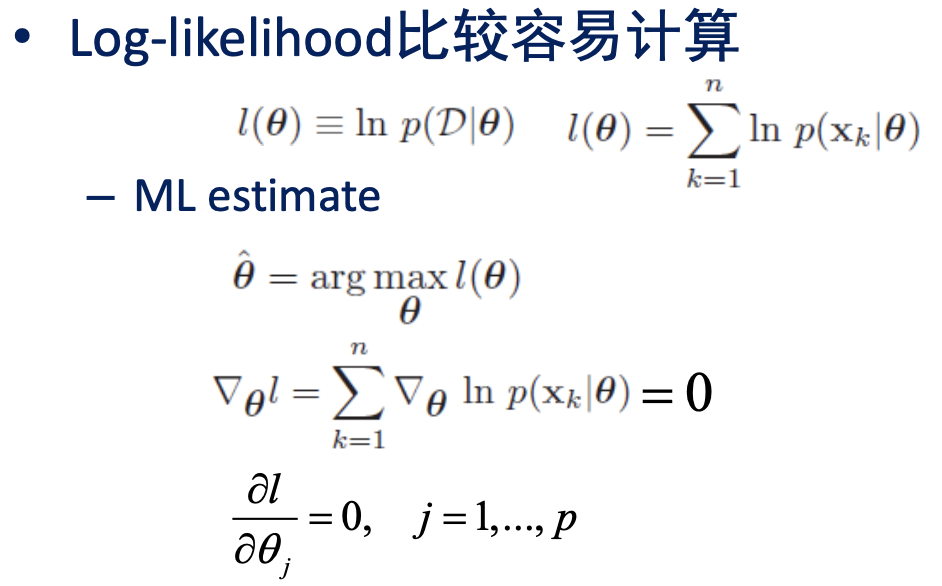 • Log-likelihood比较容易计算
l(θ) ≡ ln p(𝒟|θ)   l(θ) = ∑_{k=1}^{n} ln p(x_k|θ)
– ML estimate
θ̂ = arg max_θ l(θ)
∇_θ l = ∑_{k=1}^{n} ∇_θ ln p(x_k|θ) = 0
∂l/∂θ_j = 0,   j = 1,..., p